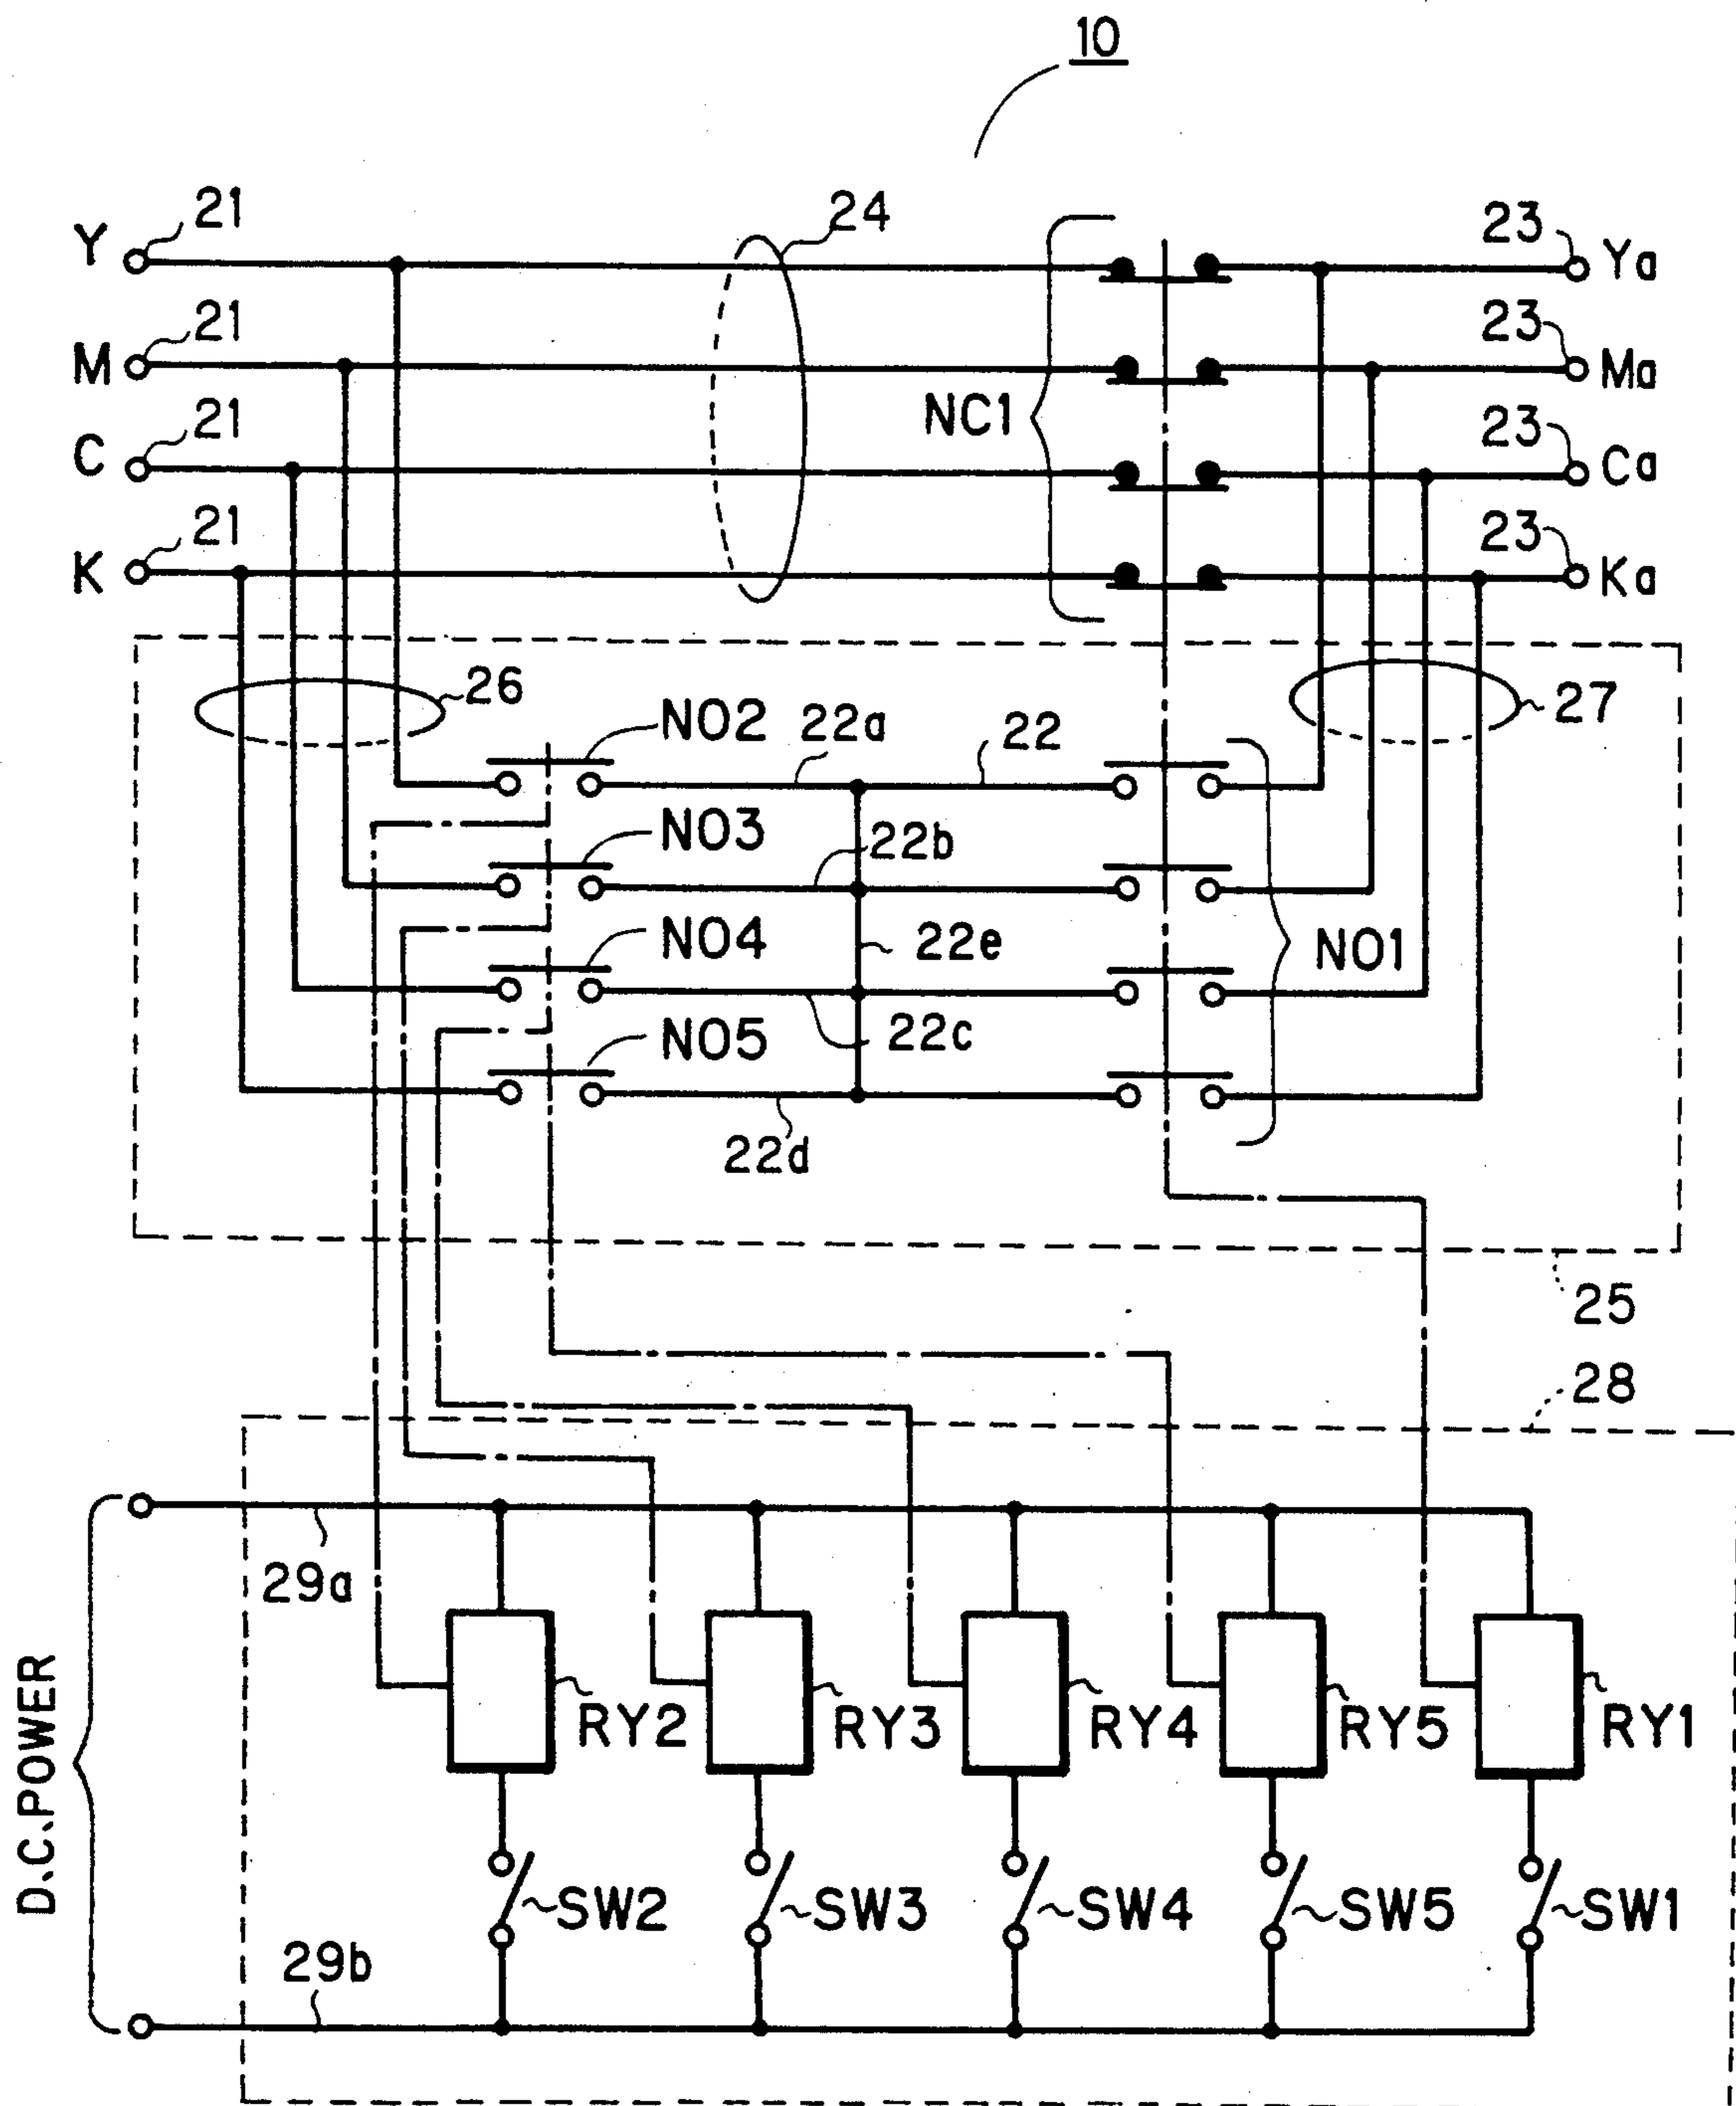 10
Y 21 24 23 Ya
M 21 23 Ma
NC1
C 21 23 Ca
K 21 23 Ka
26 27
NO2 22a 22
NO3 22b
NO4 22e NO1
NO5 22c
22d
25
28
29a
D.C.POWER
RY2 RY3 RY4 RY5 RY1
SW2 SW3 SW4 SW5 SW1
29b